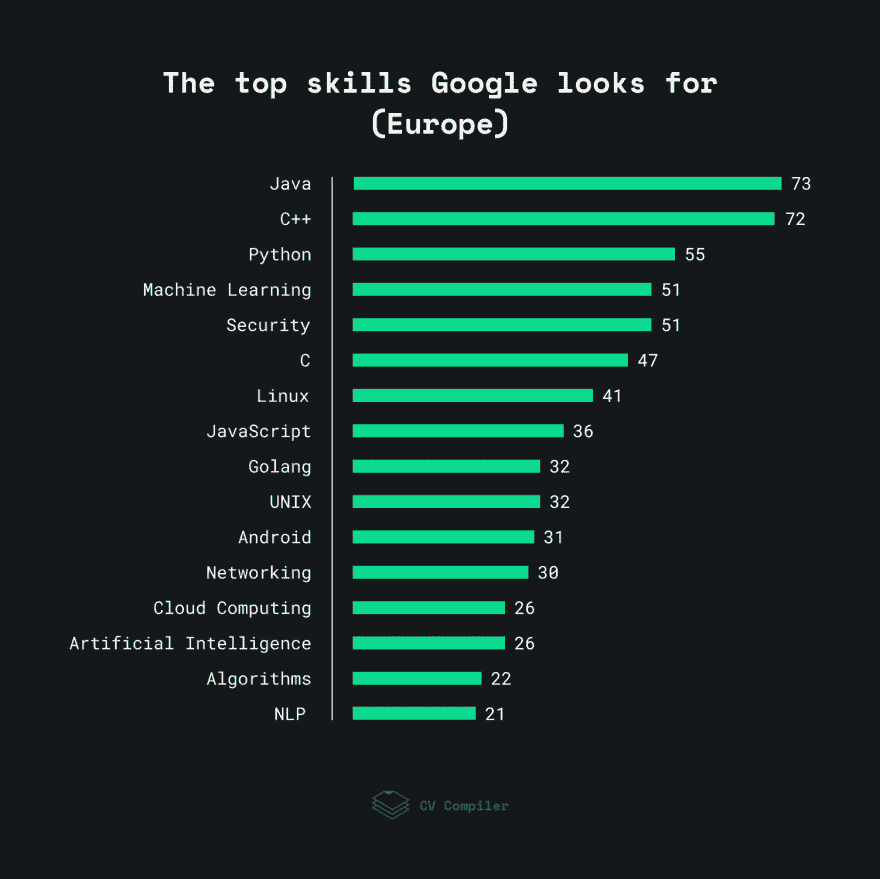 The top skills Google looks for
(Europe)
Java 73
C++ 72
Python 55
Machine Learning 51
Security 51
C 47
Linux 41
JavaScript 36
Golang 32
UNIX 32
Android 31
Networking 30
Cloud Computing 26
Artificial Intelligence 26
Algorithms 22
NLP 21
CV Compiler